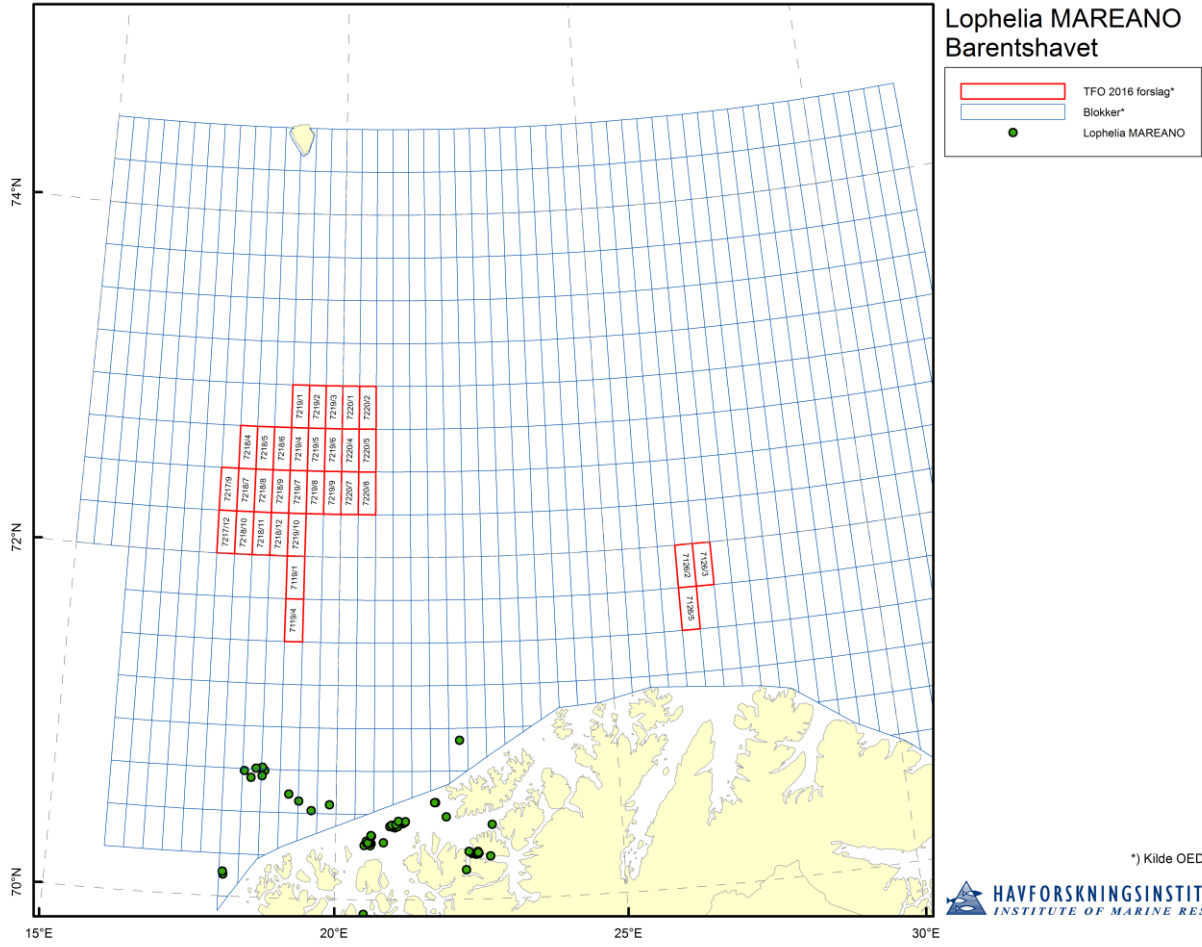 Lophelia MAREANO
Barentshavet
TFO 2016 forslag*
Blokker*
Lophelia MAREANO
74°N
72°N
70°N
7219/1
7219/2
7219/3
7220/1
7220/2
7218/4
7218/5
7218/6
7219/4
7219/5
7219/6
7220/4
7220/5
7217/9
7218/7
7218/8
7218/9
7219/7
7219/8
7219/9
7220/7
7220/8
7217/12
7218/10
7218/11
7218/12
7219/10
7119/1
7119/4
7126/2
7126/3
7126/5
15°E
20°E
25°E
30°E
*) Kilde OED
HAVFORSKNINGSINSTIT
INSTITUTE OF MARINE RES